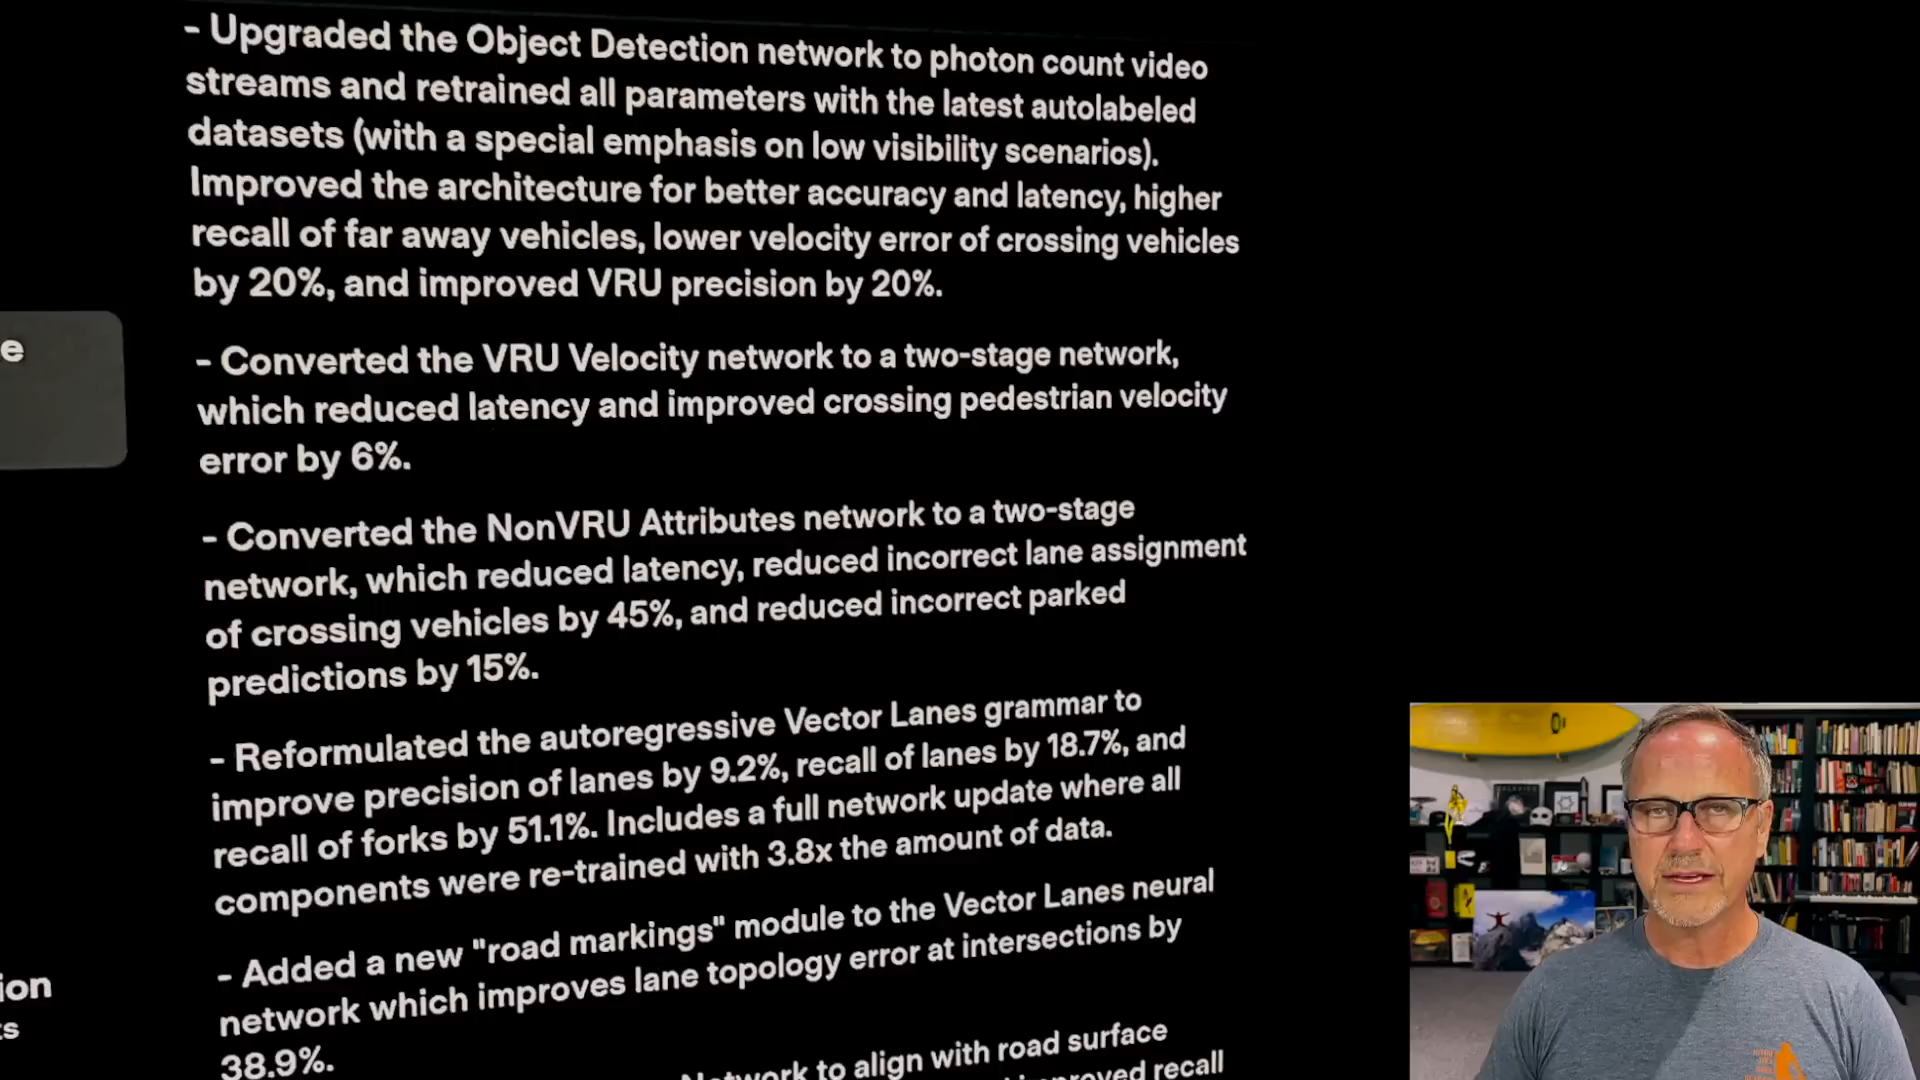 - Upgraded the Object Detection network to photon count video
streams and retrained all parameters with the latest autolabeled
datasets (with a special emphasis on low visibility scenarios).
Improved the architecture for better accuracy and latency, higher
recall of far away vehicles, lower velocity error of crossing vehicles
by 20%, and improved VRU precision by 20%.
e
- Converted the VRU Velocity network to a two-stage network,
which reduced latency and improved crossing pedestrian velocity
error by 6%.
- Converted the NonVRU Attributes network to a two-stage
network, which reduced latency, reduced incorrect lane assignment
of crossing vehicles by 45%, and reduced incorrect parked
predictions by 15%.
- Reformulated the autoregressive Vector Lanes grammar to
improve precision of lanes by 9.2%, recall of lanes by 18.7%, and
recall of forks by 51.1%. Includes a full network update where all
components were re-trained with 3.8x the amount of data.
- Added a new "road markings" module to the Vector Lanes neural
network which improves lane topology error at intersections by
38.9%.
ion
ts
Network to align with road surface
improved recall